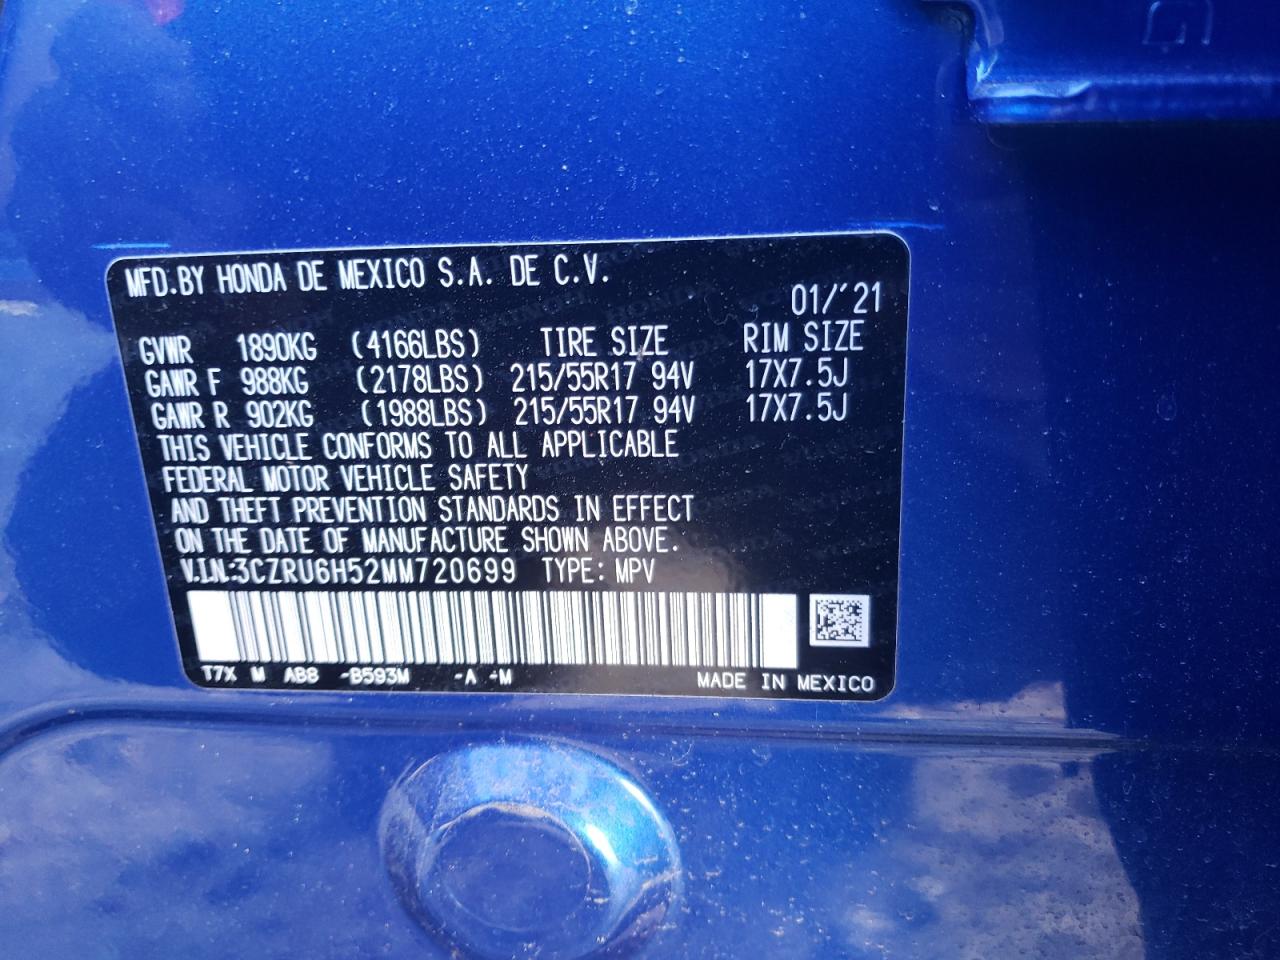 MFD.BY HONDA DE MEXICO S.A. DE C.V.
01/'21
GVWR 1890KG (4166LBS) TIRE SIZE RIM SIZE
GAWR F 988KG (2178LBS) 215/55R17 94V 17X7.5J
GAWR R 902KG (1988LBS) 215/55R17 94V 17X7.5J
THIS VEHICLE CONFORMS TO ALL APPLICABLE
FEDERAL MOTOR VEHICLE SAFETY
AND THEFT PREVENTION STANDARDS IN EFFECT
ON THE DATE OF MANUFACTURE SHOWN ABOVE.
V.I.N:3CZRU6H52MM720699 TYPE: MPV
T7X M AB8 -B593M -A -M MADE IN MEXICO